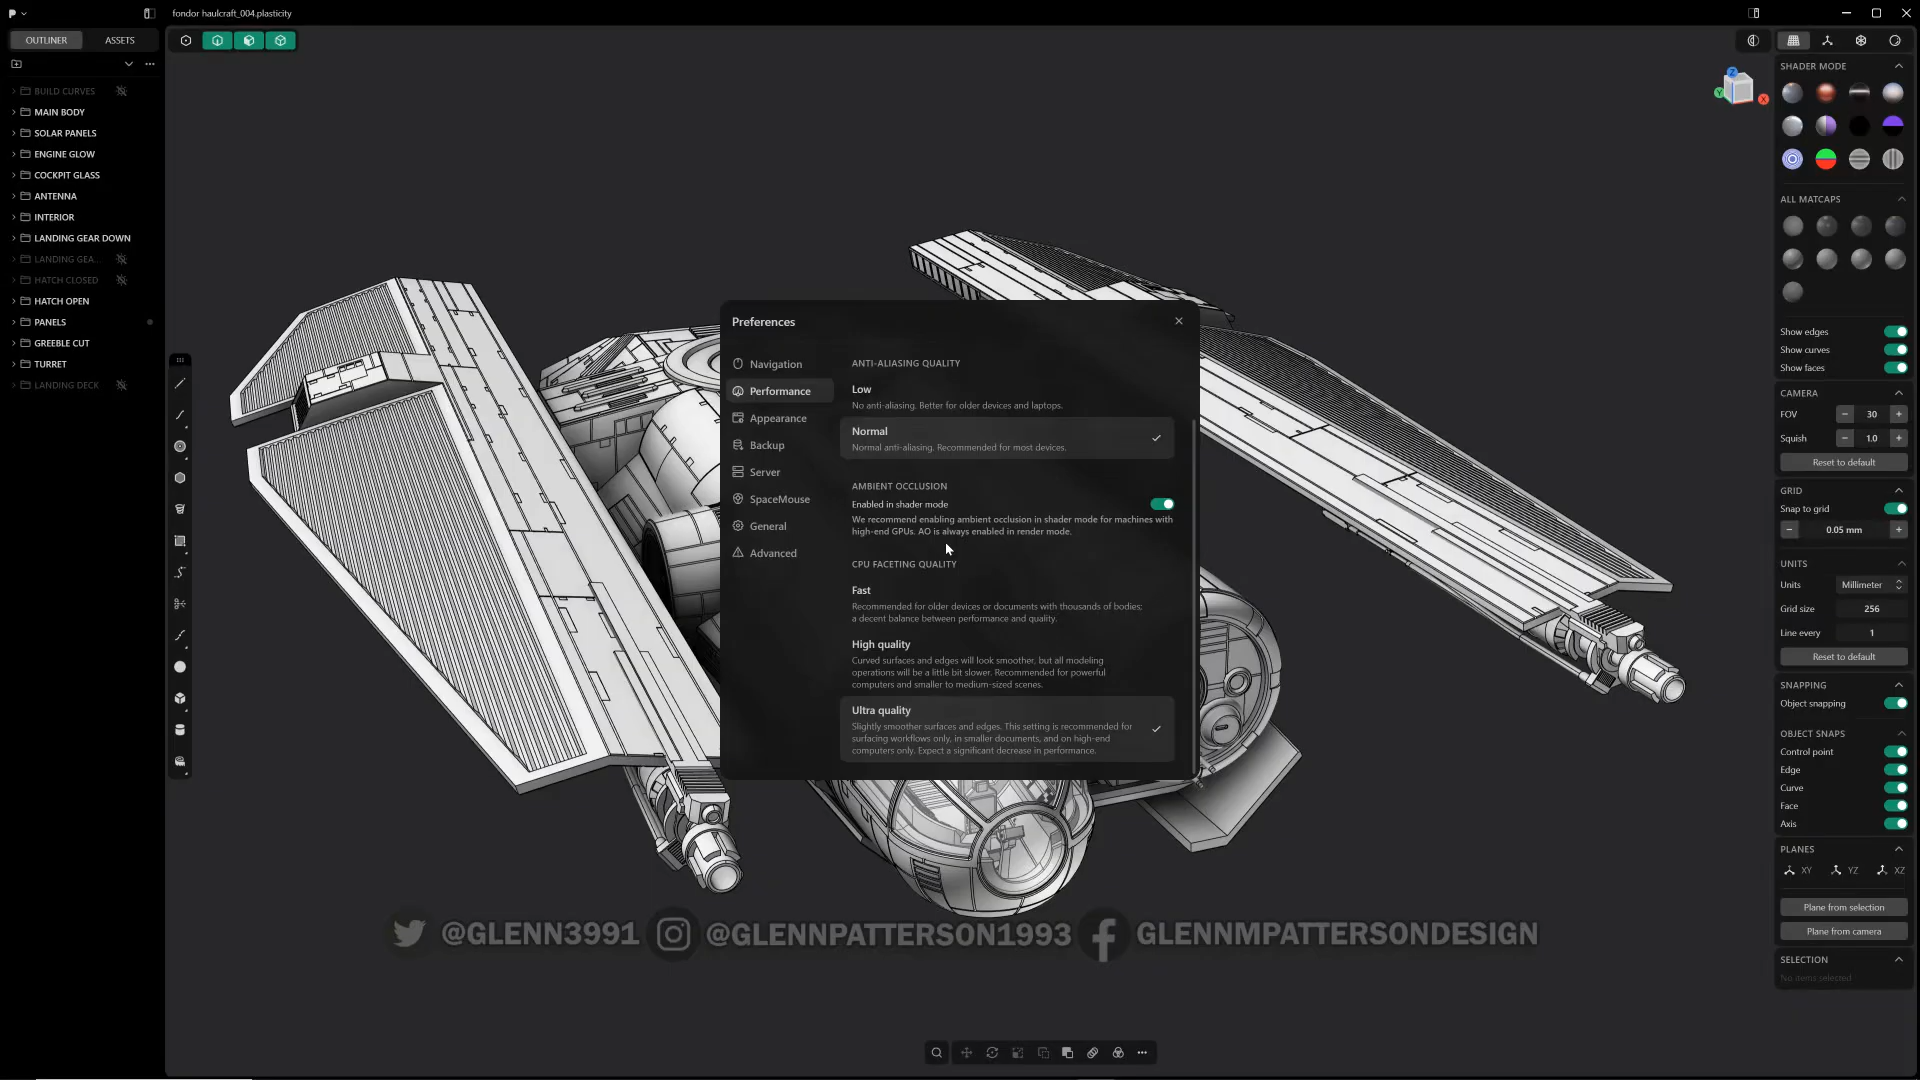 fondor haulcraft_004.plasticity
OUTLINER
ASSETS
BUILD CURVES
MAIN BODY
SOLAR PANELS
ENGINE GLOW
COCKPIT GLASS
ANTENNA
INTERIOR
LANDING GEAR DOWN
LANDING GEA...
HATCH CLOSED
HATCH OPEN
PANELS
GREEBLE CUT
TURRET
LANDING DECK
Preferences
Navigation
Performance
Appearance
Backup
Server
SpaceMouse
General
Advanced
ANTI-ALIASING QUALITY
Low
No anti-aliasing. Better for older devices and laptops.
Normal
Normal anti-aliasing. Recommended for most devices.
AMBIENT OCCLUSION
Enabled in shader mode
We recommend enabling ambient occlusion in shader mode for machines with
high-end GPUs. AO is always enabled in render mode.
CPU FACETING QUALITY
Fast
Recommended for older devices or documents with thousands of bodies;
a decent balance between performance and quality.
High quality
Curved surfaces and edges will look smoother, but all modeling
operations will be a little bit slower. Recommended for powerful
computers and smaller to medium-sized scenes.
Ultra quality
Slightly smoother surfaces and edges. This setting is recommended for
surfacing workflows only, in smaller documents, and on high-end
computers only. Expect a significant decrease in performance.
@GLENN3991 @GLENNPATTERSON1993 GLENNMPATTERSONDESIGN
Z
Y
X
SHADER MODE
ALL MATCAPS
Show edges
Show curves
Show faces
CAMERA
FOV - 30 +
Squish - 1.0 +
Reset to default
GRID
Snap to grid
- 0.05 mm +
UNITS
Units Millimeter
Grid size 256
Line every 1
Reset to default
SNAPPING
Object snapping
OBJECT SNAPS
Control point
Edge
Curve
Face
Axis
PLANES
XY YZ XZ
Plane from selection
Plane from camera
SELECTION
No items selected